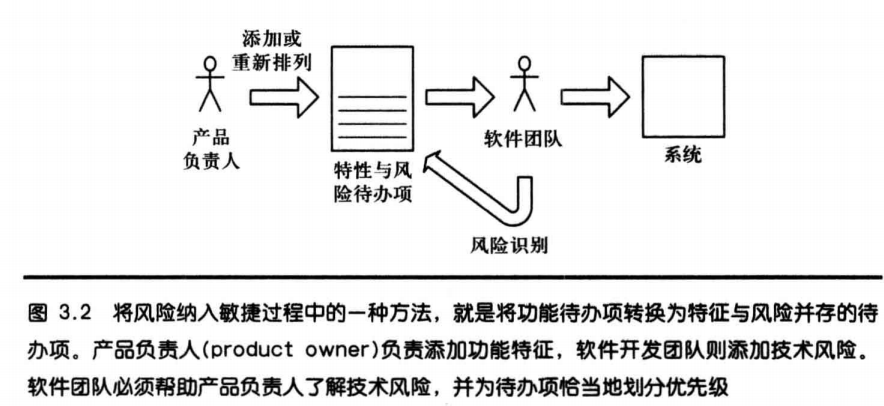 添加或
重新排列
产品
负责人
特性与风
险待办项
软件团队
系统
风险识别
图 3.2 将风险纳入敏捷过程中的一种方法，就是将功能待办项转换为特征与风险并存的待
办项。产品负责人(product owner)负责添加功能特征，软件开发团队则添加技术风险。
软件团队必须帮助产品负责人了解技术风险，并为待办项恰当地划分优先级